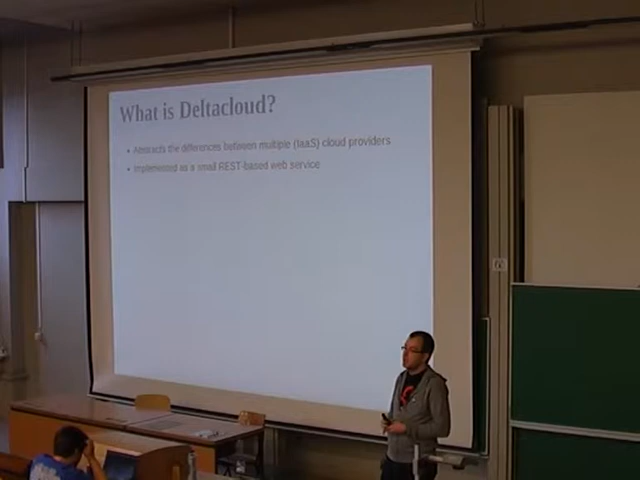 What is Deltacloud?
• Abstracts the differences between multiple (IaaS) cloud providers
• Implemented as a small REST-based web service